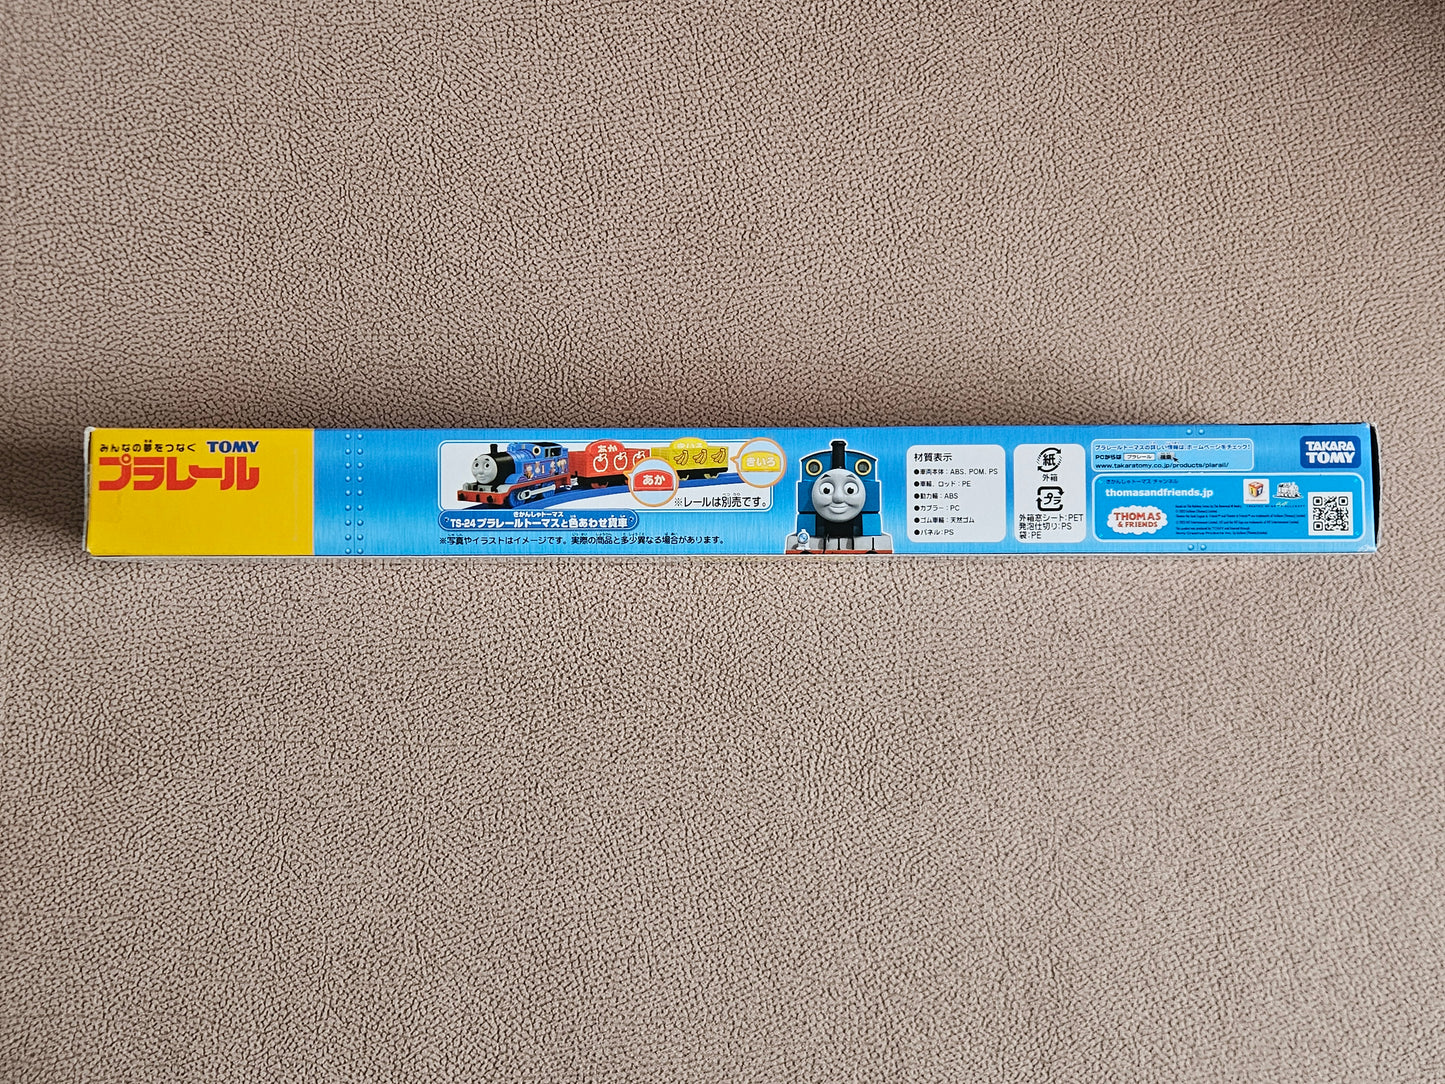 みんなの夢をつなぐ TOMY
プラレール
あか
あ あ
あか
きいろ
※レールは別売です。
きかんしゃトーマス
TS-24 プラレールトーマスと色あわせ貨車
※写真やイラストはイメージです。実際の商品と多少異なる場合があります。
材質表示
●車両本体：ABS、POM、PS
●車輪、ロッド：PE
●動力輪：ABS
●カプラー：PC
●ゴム車輪：天然ゴム
●パネル：PS
紙
外箱
プラ
外箱窓シート：PET
発泡仕切り：PS
袋：PE
プラレールトーマスの詳しい情報は、ホームページをチェック！
PCからは プラレール 検索
www.takaratomy.co.jp/products/plarail/
きかんしゃトーマス チャンネル
thomasandfriends.jp
THOMAS
& FRIENDS
TAKARA
TOMY